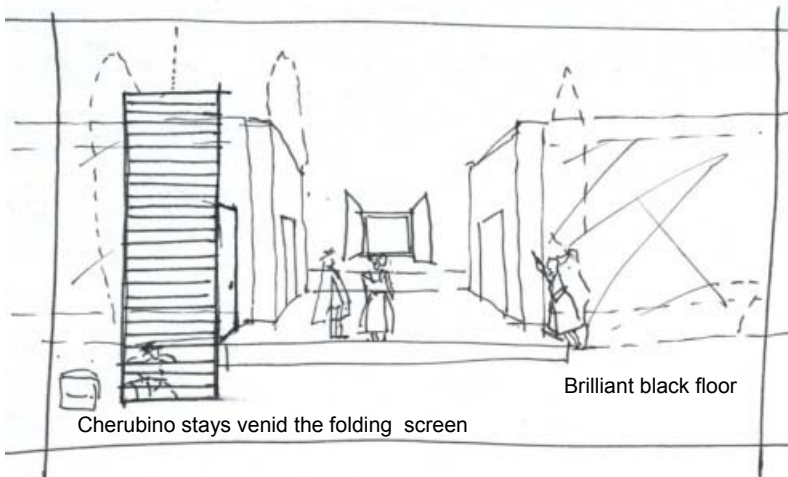 Brilliant black floor
Cherubino stays venid the folding screen